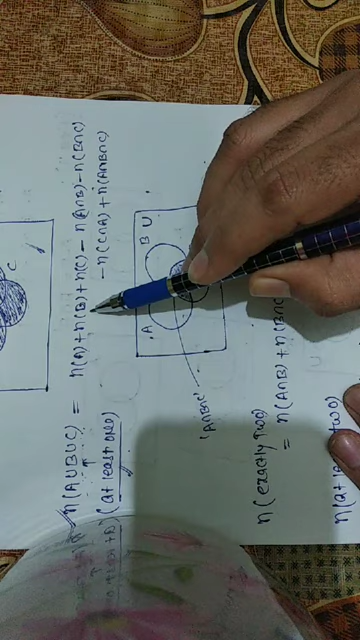 C
n(A∪B∪C) = n(A)+n(B)+n(C) - n(A∩B)-n(B∩C)
-n(C∩A)+n(A∩B∩C)
(at least one)
A B U
'A∩B∩C'
n(exactly two)
= n(A∩B)+n(B∩C
n(at least two)